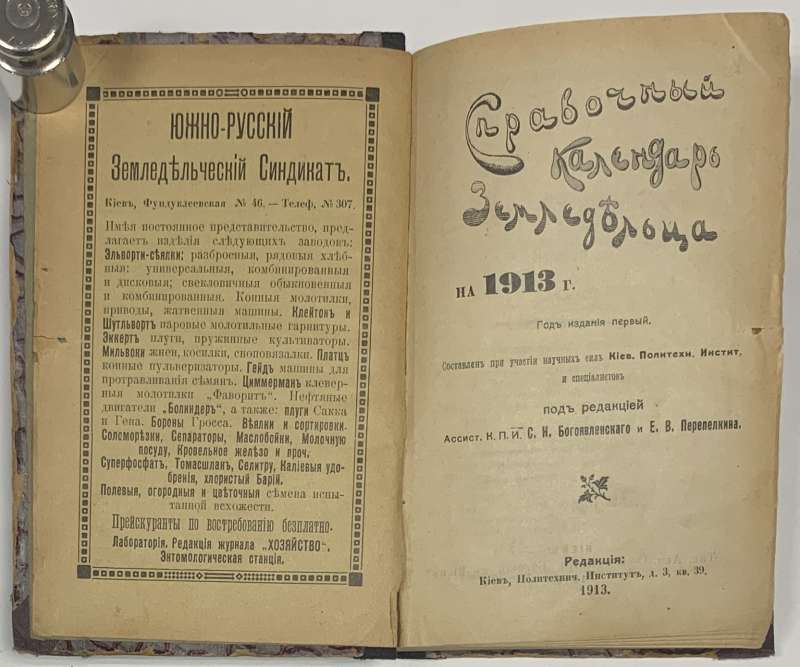 ЮЖНО-РУССКІЙ
Земледѣльческій Синдикатъ.
Кіевъ, Фундуклеевская № 46. — Телеф. № 307.
Имѣя постоянное представительство, пред-
лагаетъ издѣлія слѣдующихъ заводовъ:
Эльворти-сѣялки; разбросныя, рядовыя хлѣб-
ныя: универсальныя, комбинированныя
и дисковыя; свекловичныя обыкновенныя
и комбинированныя. Конныя молотилки,
приводы, жатвенныя машины. Клейтонъ и
Шутльвортъ паровые молотильные гарнитуры.
Эккертъ плуги, пружинные культиваторы.
Мильвоки жнеи, косилки, сноповязалки. Платцъ
конные пульверизаторы. Гейдъ машины для
протравливанія сѣмянъ. Циммерманъ клевер-
ныя молотилки „Фаворитъ“. Нефтяные
двигатели „Болиндеръ“, а также: плуги Сакка
и Гена. Бороны Гросса. Вѣялки и сортировки.
Соломорѣзки, Сепараторы, Маслобойки, Молочную
посуду, Кровельное желѣзо и проч.
Суперфосфатъ, Томасшлакъ, Селитру, Каліевыя удо-
бренія, хлористый Барій.
Полевыя, огородныя и цвѣточныя сѣмена испы-
танной всхожести.
Прейскуранты по востребованію безплатно.
Лабораторія. Редакція журнала „ХОЗЯЙСТВО“.
Энтомологическая станція.
Справочный
Календарь
Земледѣльца
на 1913 г.
Годъ изданія первый.
Составленъ при участіи научныхъ силъ Кіев. Политехн. Инстит.
и спеціалистовъ
подъ редакціей
Ассист. К. П. И. С. Н. Богоявленскаго и Е. В. Перепелкина.
Редакція:
Кіевъ, Политехнич. Институтъ, д. 3, кв. 39.
1913.